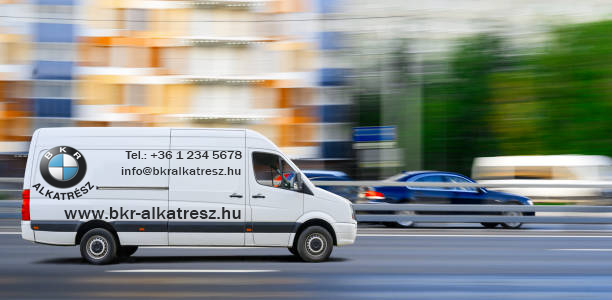 BKR
ALKATRÉSZ
Tel.: +36 1 234 5678
info@bkralkatresz.hu
www.bkr-alkatresz.hu